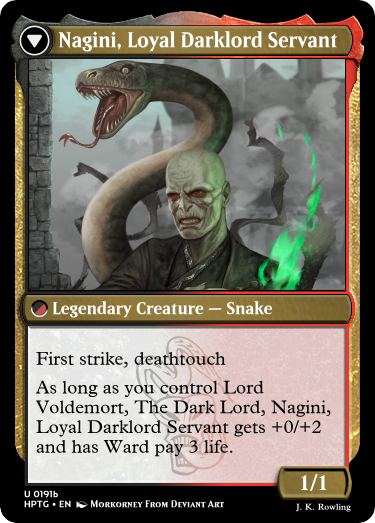 Nagini, Loyal Darklord Servant
Legendary Creature — Snake
First strike, deathtouch
As long as you control Lord
Voldemort, The Dark Lord, Nagini,
Loyal Darklord Servant gets +0/+2
and has Ward pay 3 life.
1/1
U 0191b
HPTG • EN Morkorney From Deviant Art
J. K. Rowling